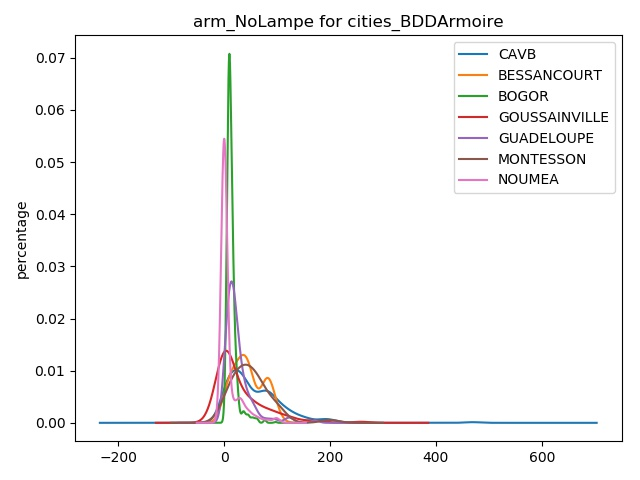 arm_NoLampe for cities_BDDArmoire
CAVB
BESSANCOURT
BOGOR
GOUSSAINVILLE
GUADELOUPE
MONTESSON
NOUMEA
percentage
0.07
0.06
0.05
0.04
0.03
0.02
0.01
0.00
−200 0 200 400 600